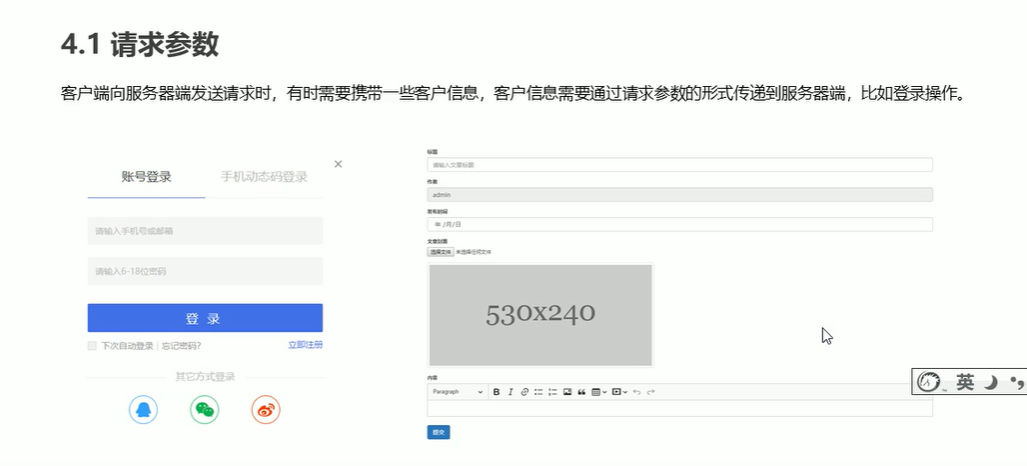 4.1 请求参数
客户端向服务器端发送请求时，有时需要携带一些客户信息，客户信息需要通过请求参数的形式传递到服务器端，比如登录操作。
账号登录 手机动态码登录
请输入手机号或邮箱
请输入6-18位密码
登 录
下次自动登录 | 忘记密码? 立即注册
其它方式登录
标题
请输入文章标题
作者
admin
发布时间
年 /月/日
文章封面
选择文件 未选择任何文件
530x240
内容
Paragraph B I
提交
英